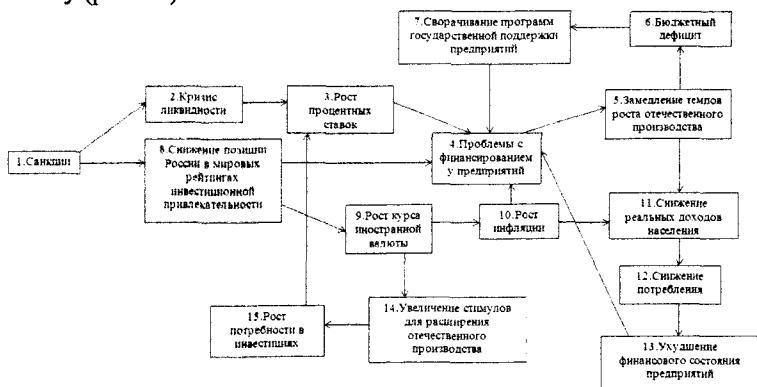 7.Сворачивание программ
государственной поддержки
предприятий
6.Бюджетный
дефицит
2.Кризис
ликвидности
3.Рост
процентных
ставок
5.Замедление темпов
роста отечественного
производства
1.Санкции
8.Снижение позиции
России в мировых
рейтингах
инвестиционной
привлекательности
4.Проблемы с
финансированием
у предприятий
9.Рост курса
иностранной
валюты
10.Рост
инфляции
11.Снижение
реальных доходов
населения
12.Снижение
потребления
15.Рост
потребности в
инвестициях
14.Увеличение стимулов
для расширения
отечественного
производства
13.Ухудшение
финансового состояния
предприятий